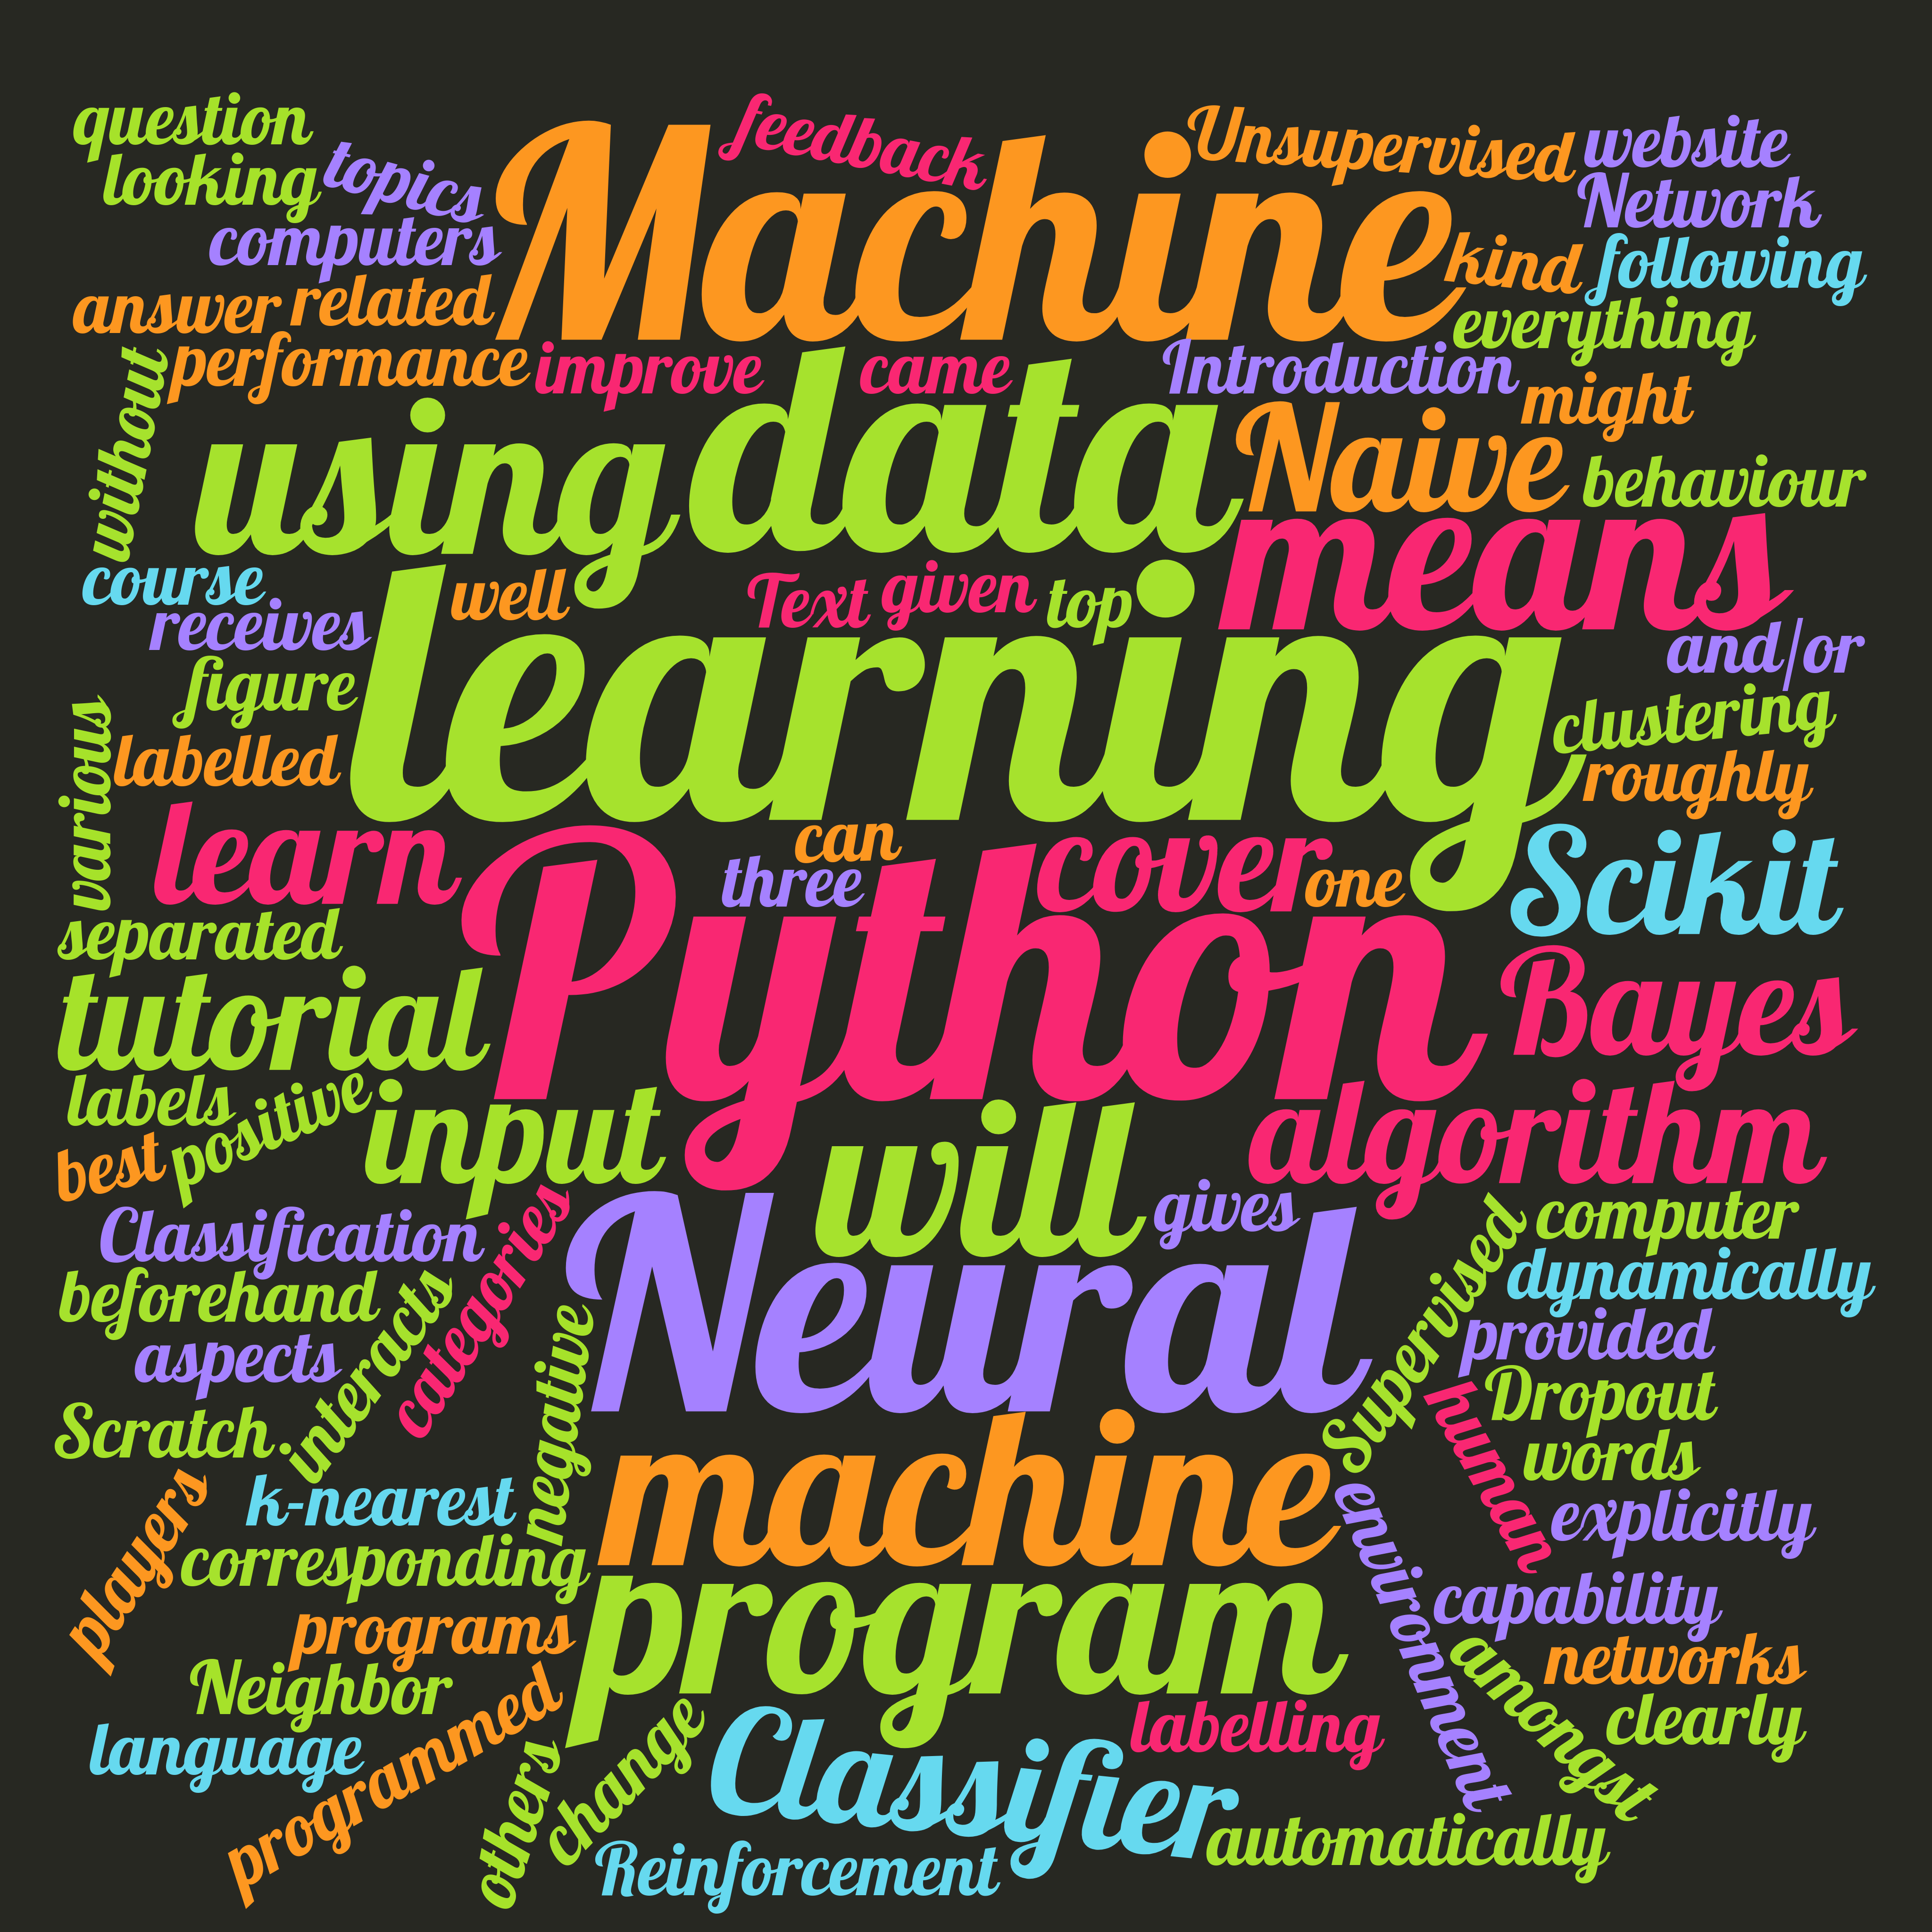 question
feedback
Unsupervised
website
looking
topics
Machine
Network
computers
kind
following
answer
related
everything
performance
improve
came
Introduction
might
without
using
data
Naive
behaviour
means
course
well
Text
given
top
receives
and/or
figure
learning
clustering
labelled
roughly
various
learn
can
cover
Scikit
three
one
separated
Python
tutorial
Bayes
labels
positive
input
will
algorithm
best
gives
computer
Classification
categories
Neural
Supervised
dynamically
beforehand
interacts
provided
aspects
negative
human
Dropout
Scratch.
machine
words
players
k-nearest
environment
explicitly
corresponding
program
capability
programs
amongst
networks
Neighbor
programmed
change
labelling
clearly
language
others
Classifier
automatically
Reinforcement